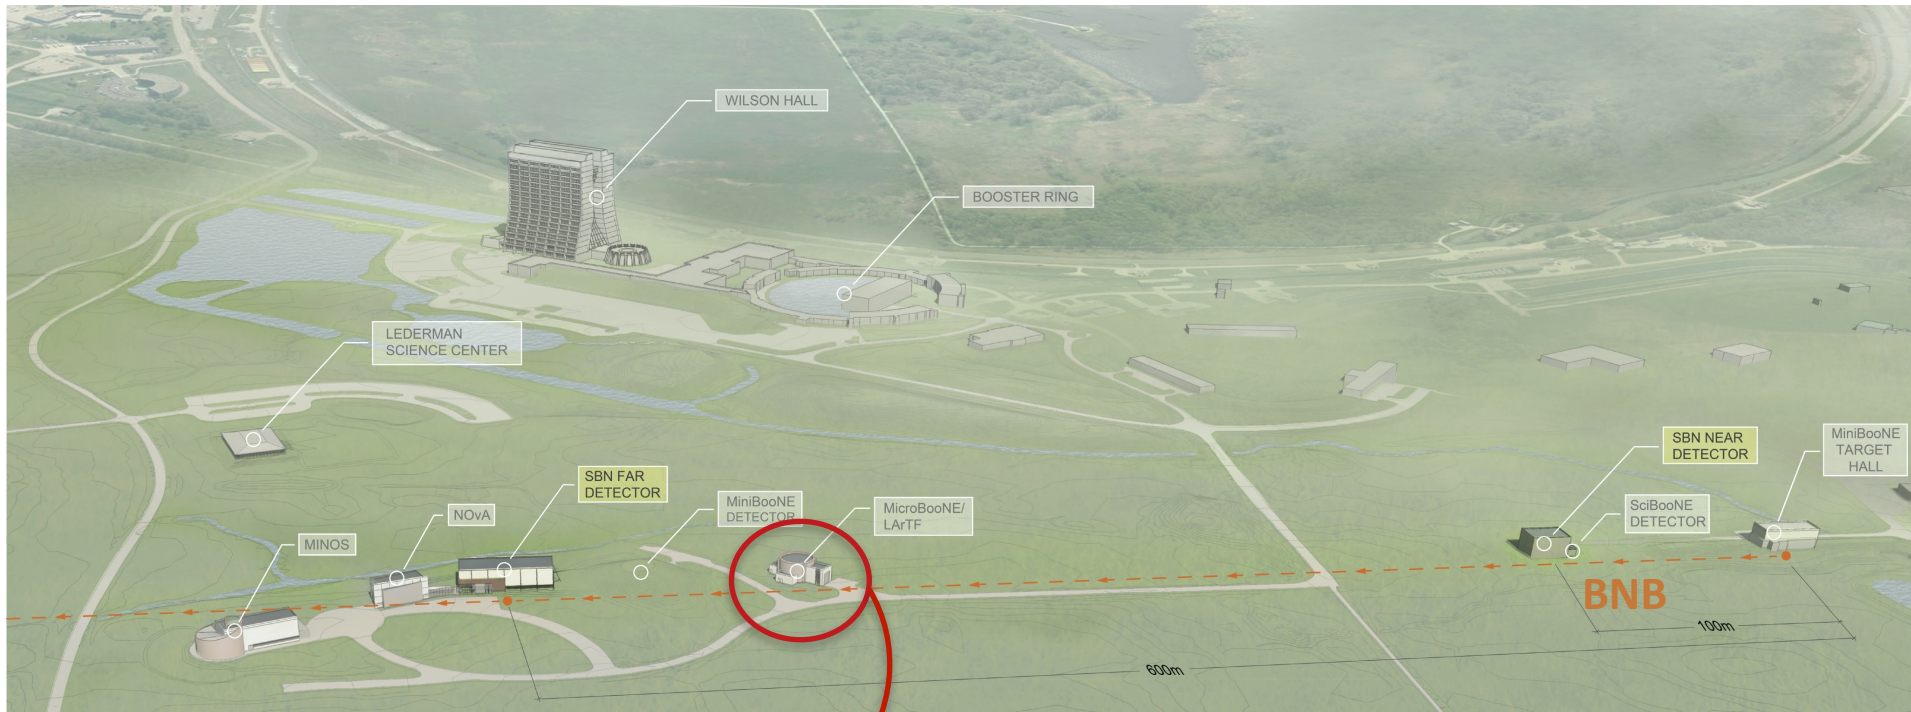 WILSON HALL
BOOSTER RING
LEDERMAN
SCIENCE CENTER
SBN NEAR
DETECTOR
MiniBooNE
TARGET
HALL
SBN FAR
DETECTOR
MiniBooNE
DETECTOR
MicroBooNE/
LArTF
SciBooNE
DETECTOR
NOvA
MINOS
BNB
100m
600m